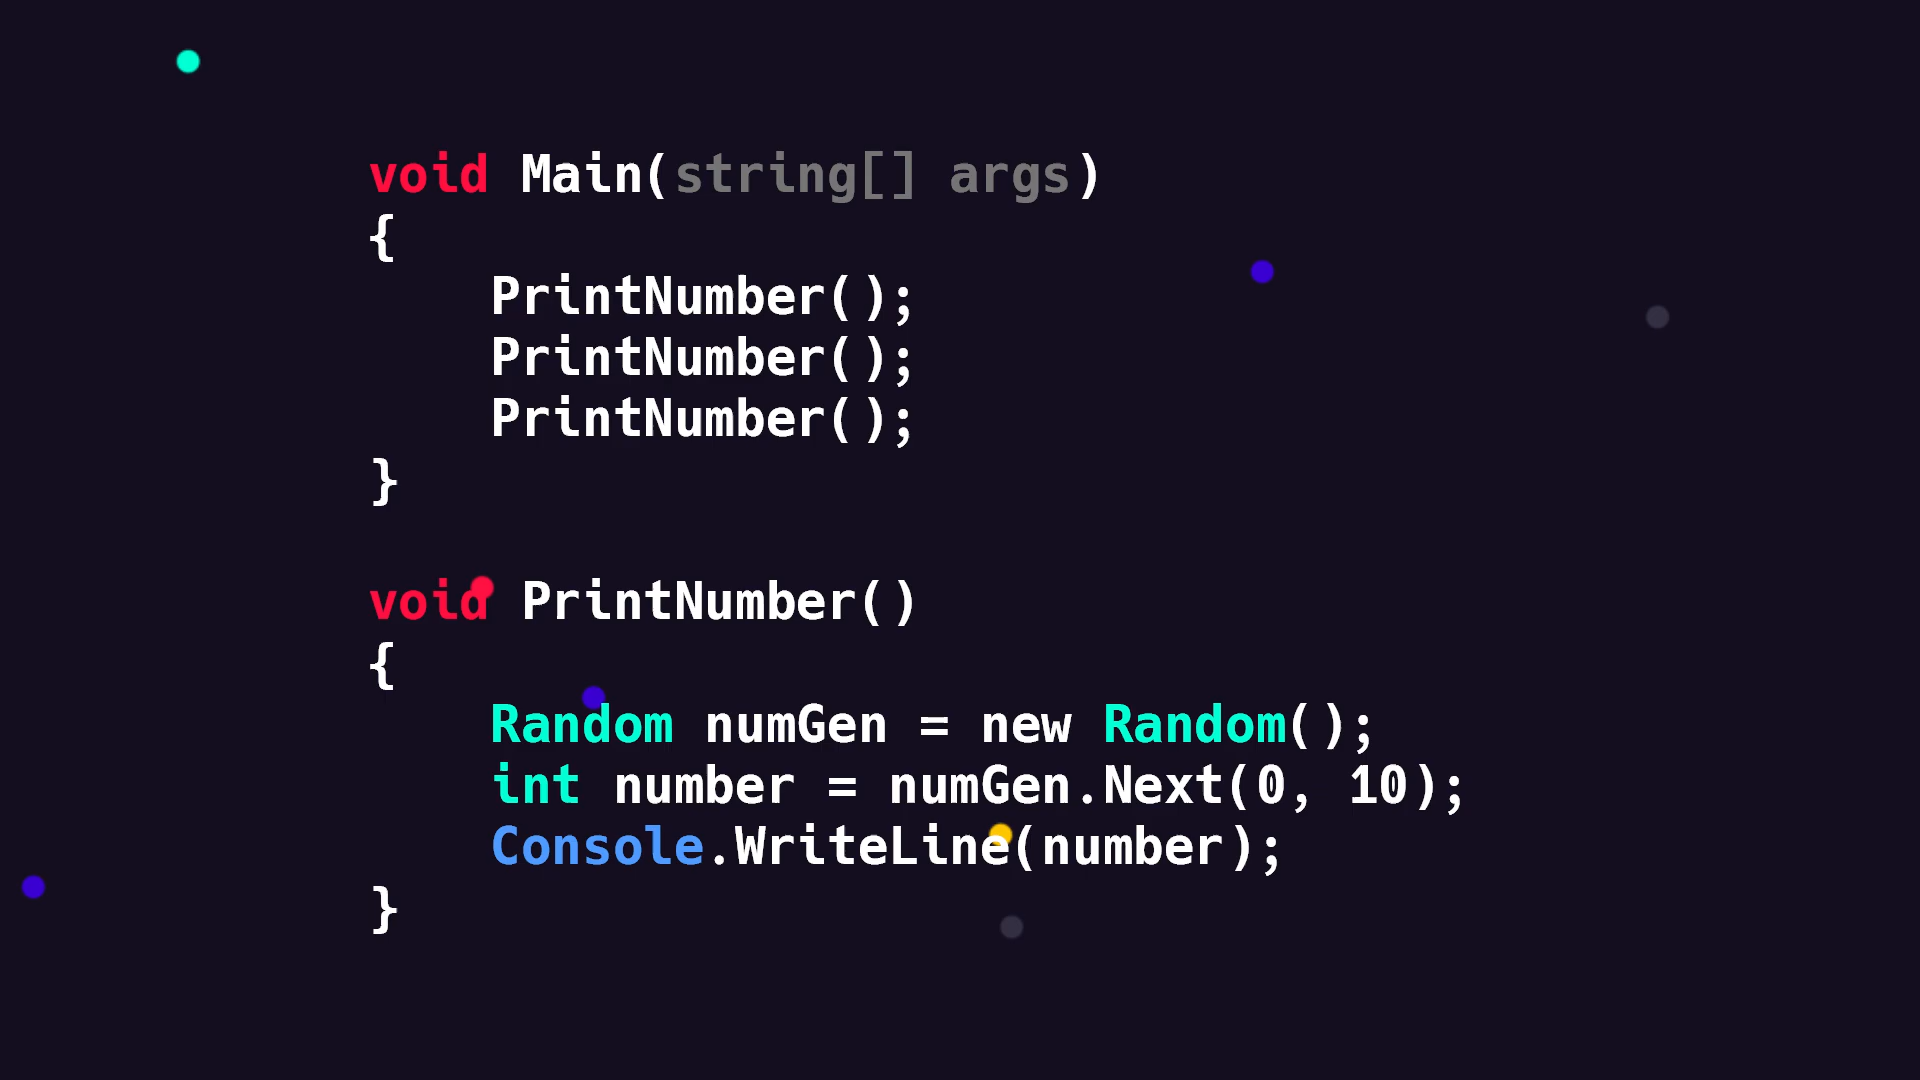 void Main(string[] args)
{
    PrintNumber();
    PrintNumber();
    PrintNumber();
}
void PrintNumber()
{
    Random numGen = new Random();
    int number = numGen.Next(0, 10);
    Console.WriteLine(number);
}